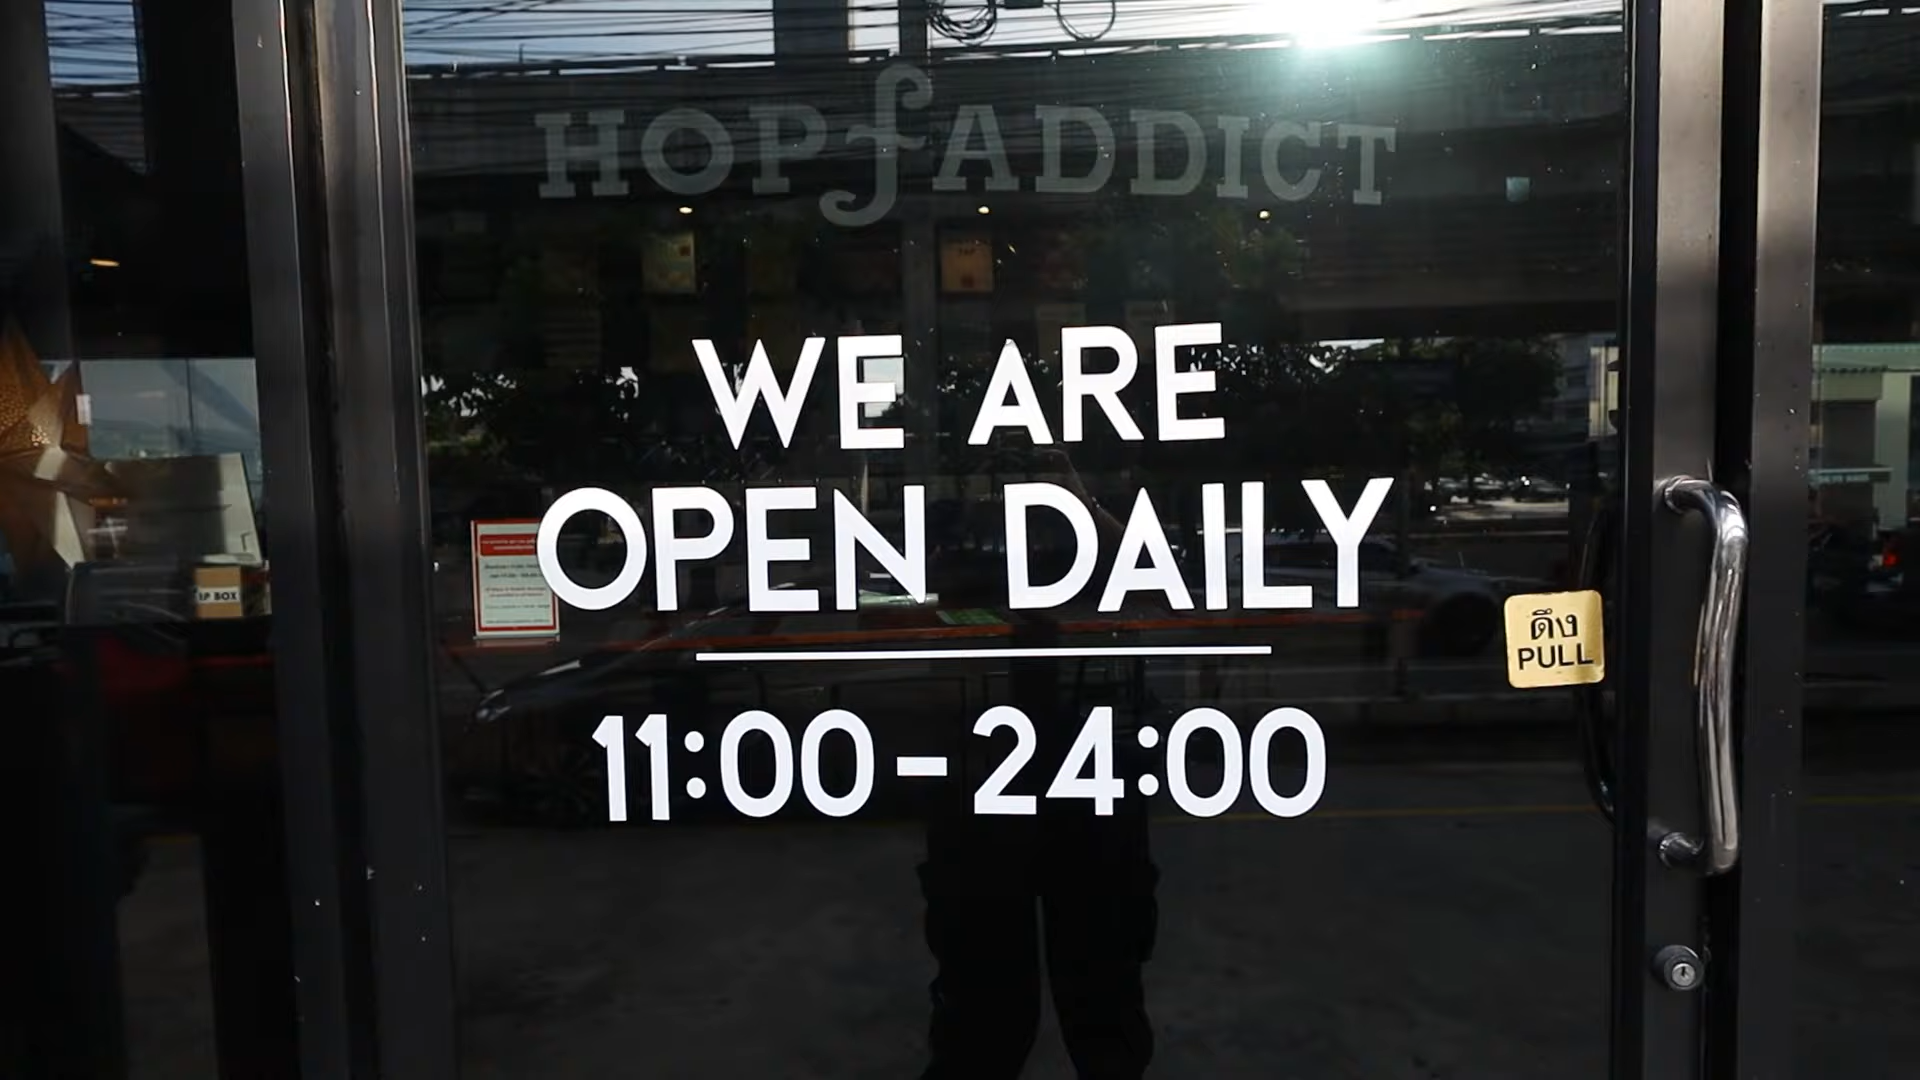 HOP ADDICT
WE ARE
OPEN DAILY
11:00-24:00
ดึง
PULL